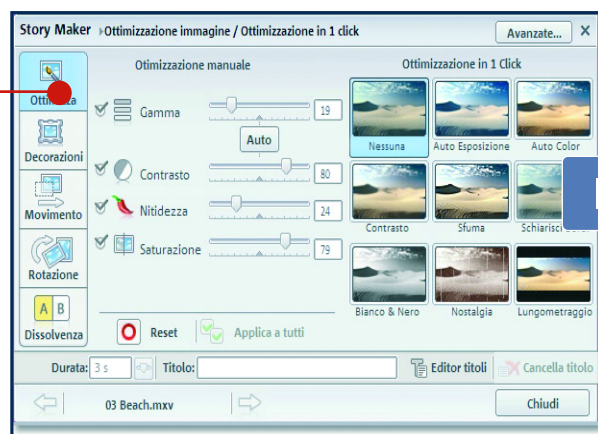 Story Maker ▸Ottimizzazione immagine / Ottimizzazione in 1 click
Avanzate...
X
Otimizzazione manuale
Ottimizzazione in 1 Click
Decorazioni
Movimento
Rotazione
A B
Dissolvenza
Gamma 19
Auto
Contrasto 80
Nitidezza 24
Saturazione 79
Reset
Applica a tutti
Nessuna Auto Esposizione Auto Color
Contrasto Sfuma Schiarisci
Bianco & Nero Nostalgia Lungometraggio
Durata: 3 s Titolo: Editor titoli Cancella titolo
03 Beach.mxv
Chiudi